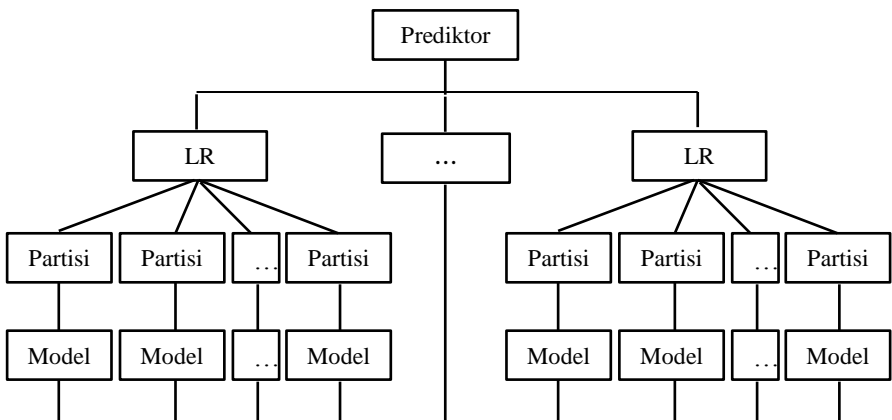 Prediktor
LR ... LR
Partisi Partisi ... Partisi Partisi Partisi ... Partisi
Model Model ... Model Model Model ... Model